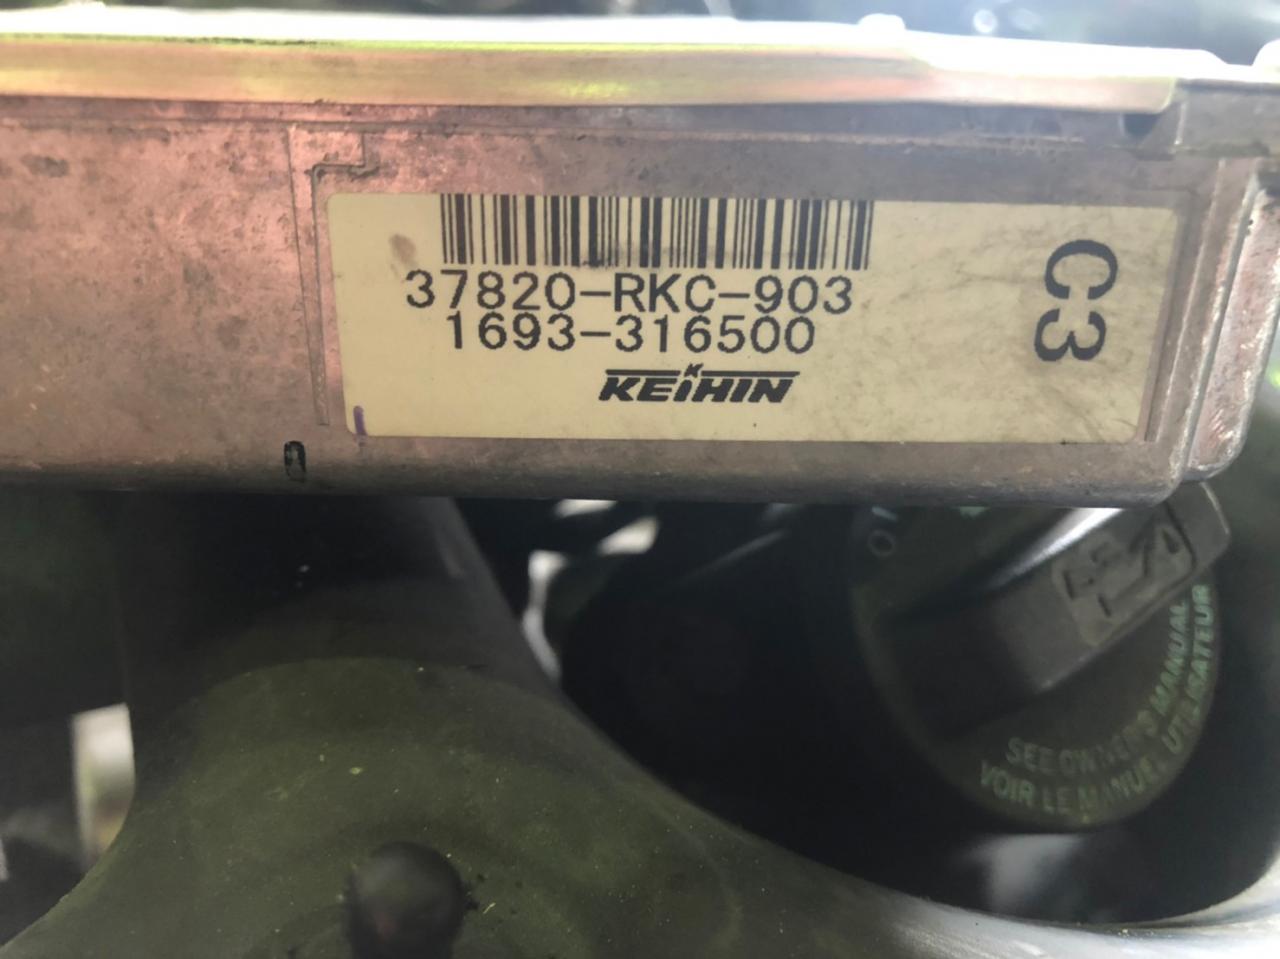 37820-RKC-903
1693-316500
KEIHIN
C3
SEE OWNER'S MANUAL
VOIR LE MANUEL UTILISATEUR